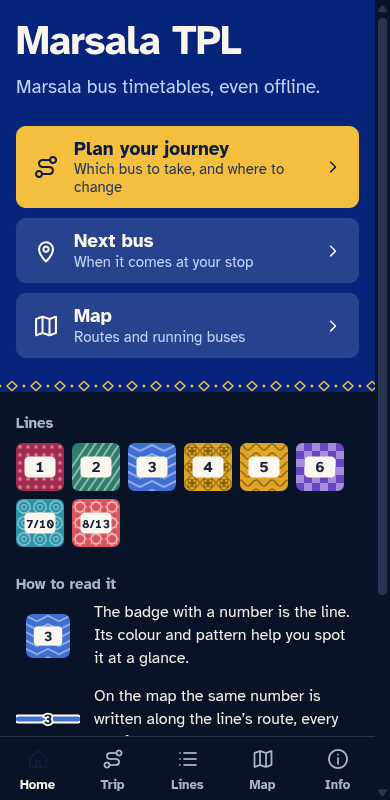 Marsala TPL
Marsala bus timetables, even offline.
Plan your journey
Which bus to take, and where to
change
Next bus
When it comes at your stop
Map
Routes and running buses
Lines
1 2 3 4 5 6
7/10 8/13
How to read it
The badge with a number is the line.
3
Its colour and pattern help you spot
it at a glance.
On the map the same number is
3
written along the line's route, every
Home Trip Lines Map Info